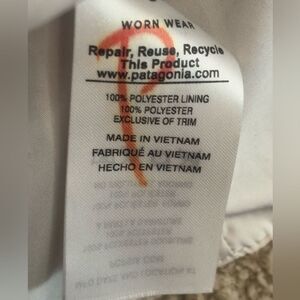 WORN WEAR
Repair, Reuse, Recycle
This Product
www.patagonia.com
100% POLYESTER LINING
100% POLYESTER
EXCLUSIVE OF TRIM
MADE IN VIETNAM
FABRIQUÉ AU VIETNAM
HECHO EN VIETNAM